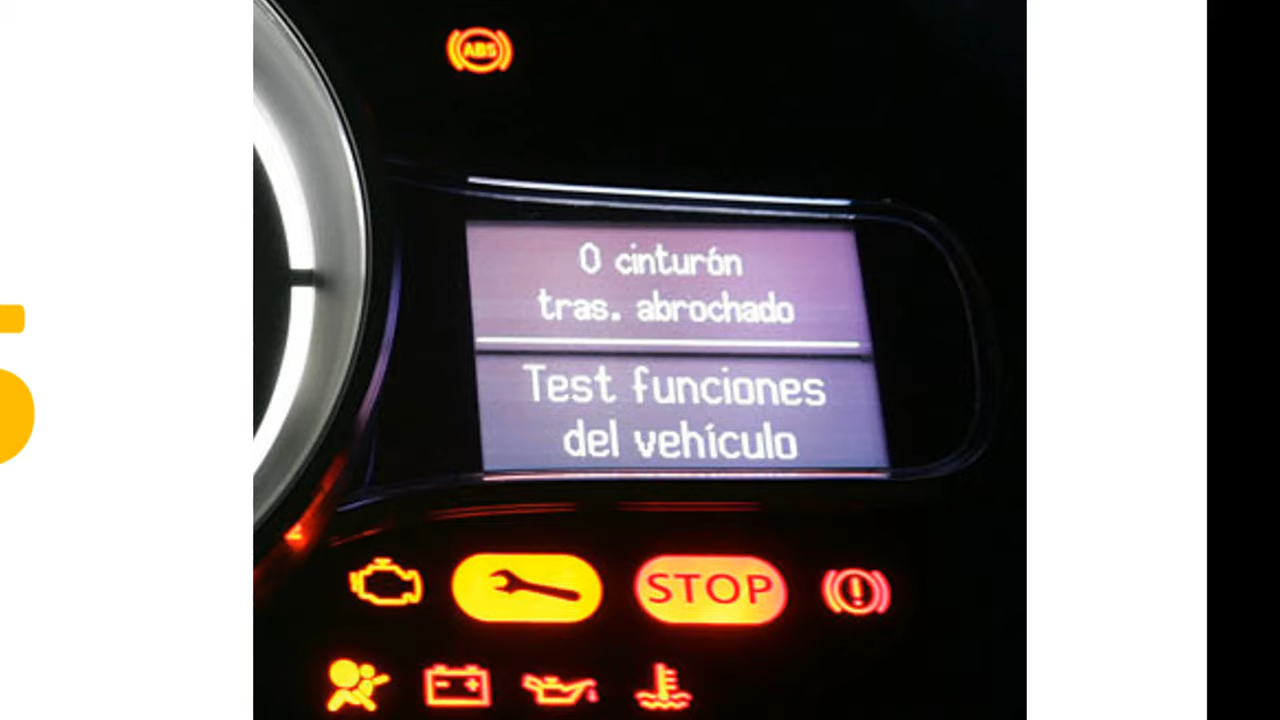 ABS
0 cinturón
tras. abrochado
Test funciones
del vehículo
STOP